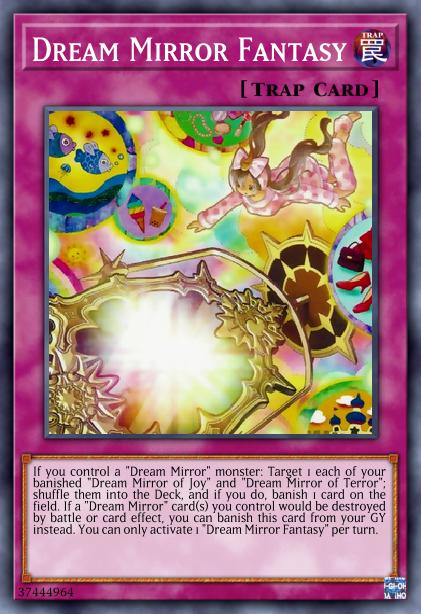 DREAM MIRROR FANTASY
TRAP
罠
[TRAP CARD]
If you control a "Dream Mirror" monster: Target 1 each of your
banished "Dream Mirror of Joy" and "Dream Mirror of Terror";
shuffle them into the Deck, and if you do, banish 1 card on the
field. If a "Dream Mirror" card(s) you control would be destroyed
by battle or card effect, you can banish this card from your GY
instead. You can only activate 1 "Dream Mirror Fantasy" per turn.
37444964